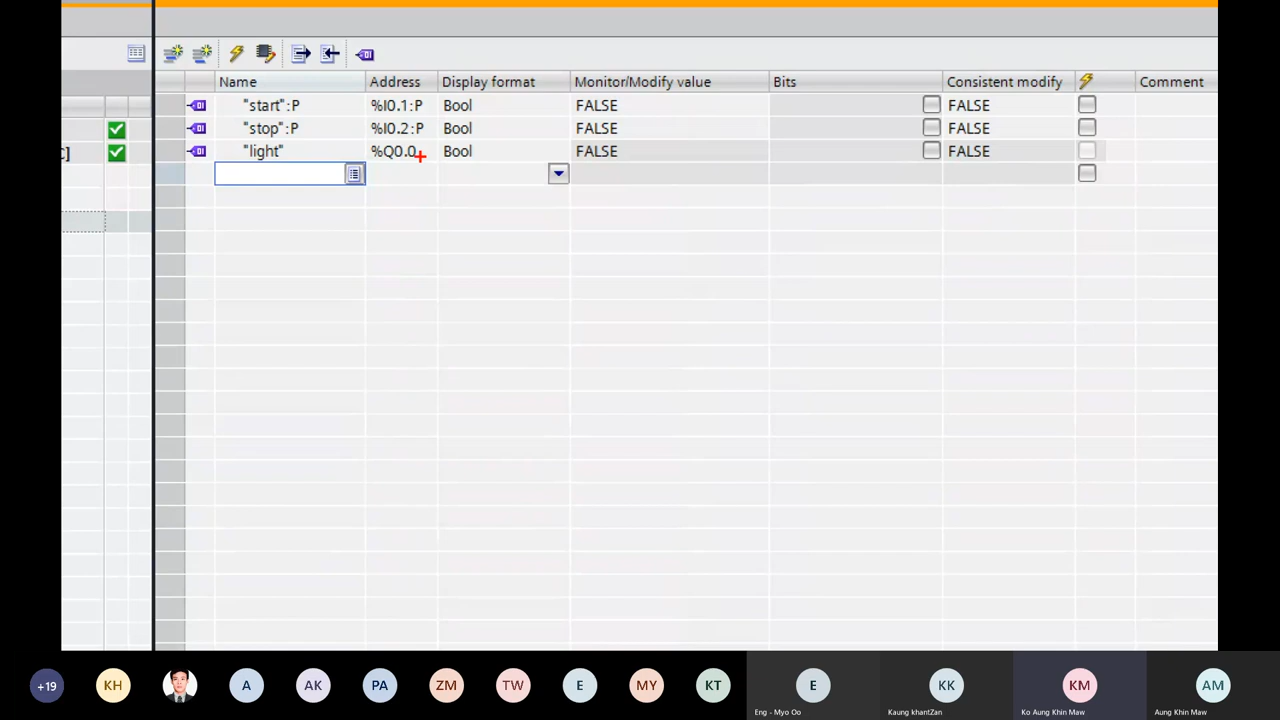 Name Address Display format Monitor/Modify value Bits Consistent modify Comment
"start":P %I0.1:P Bool FALSE FALSE
"stop":P %I0.2:P Bool FALSE FALSE
"light" %Q0.0 Bool FALSE FALSE
+19 KH A AK PA ZM TW E MY KT E KK KM AM
Eng - Myo Oo Kaung khantZan Ko Aung Khin Maw Aung Khin Maw